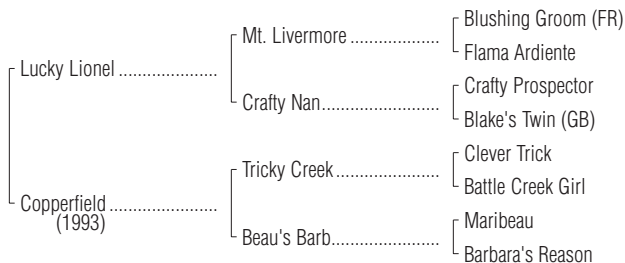 Blushing Groom (FR)
Mt. Livermore ....................
Flama Ardiente
Lucky Lionel ......................
Crafty Prospector
Crafty Nan..........................
Blake's Twin (GB)
Clever Trick
Tricky Creek.......................
Battle Creek Girl
Copperfield ........................
(1993)
Maribeau
Beau's Barb........................
Barbara's Reason